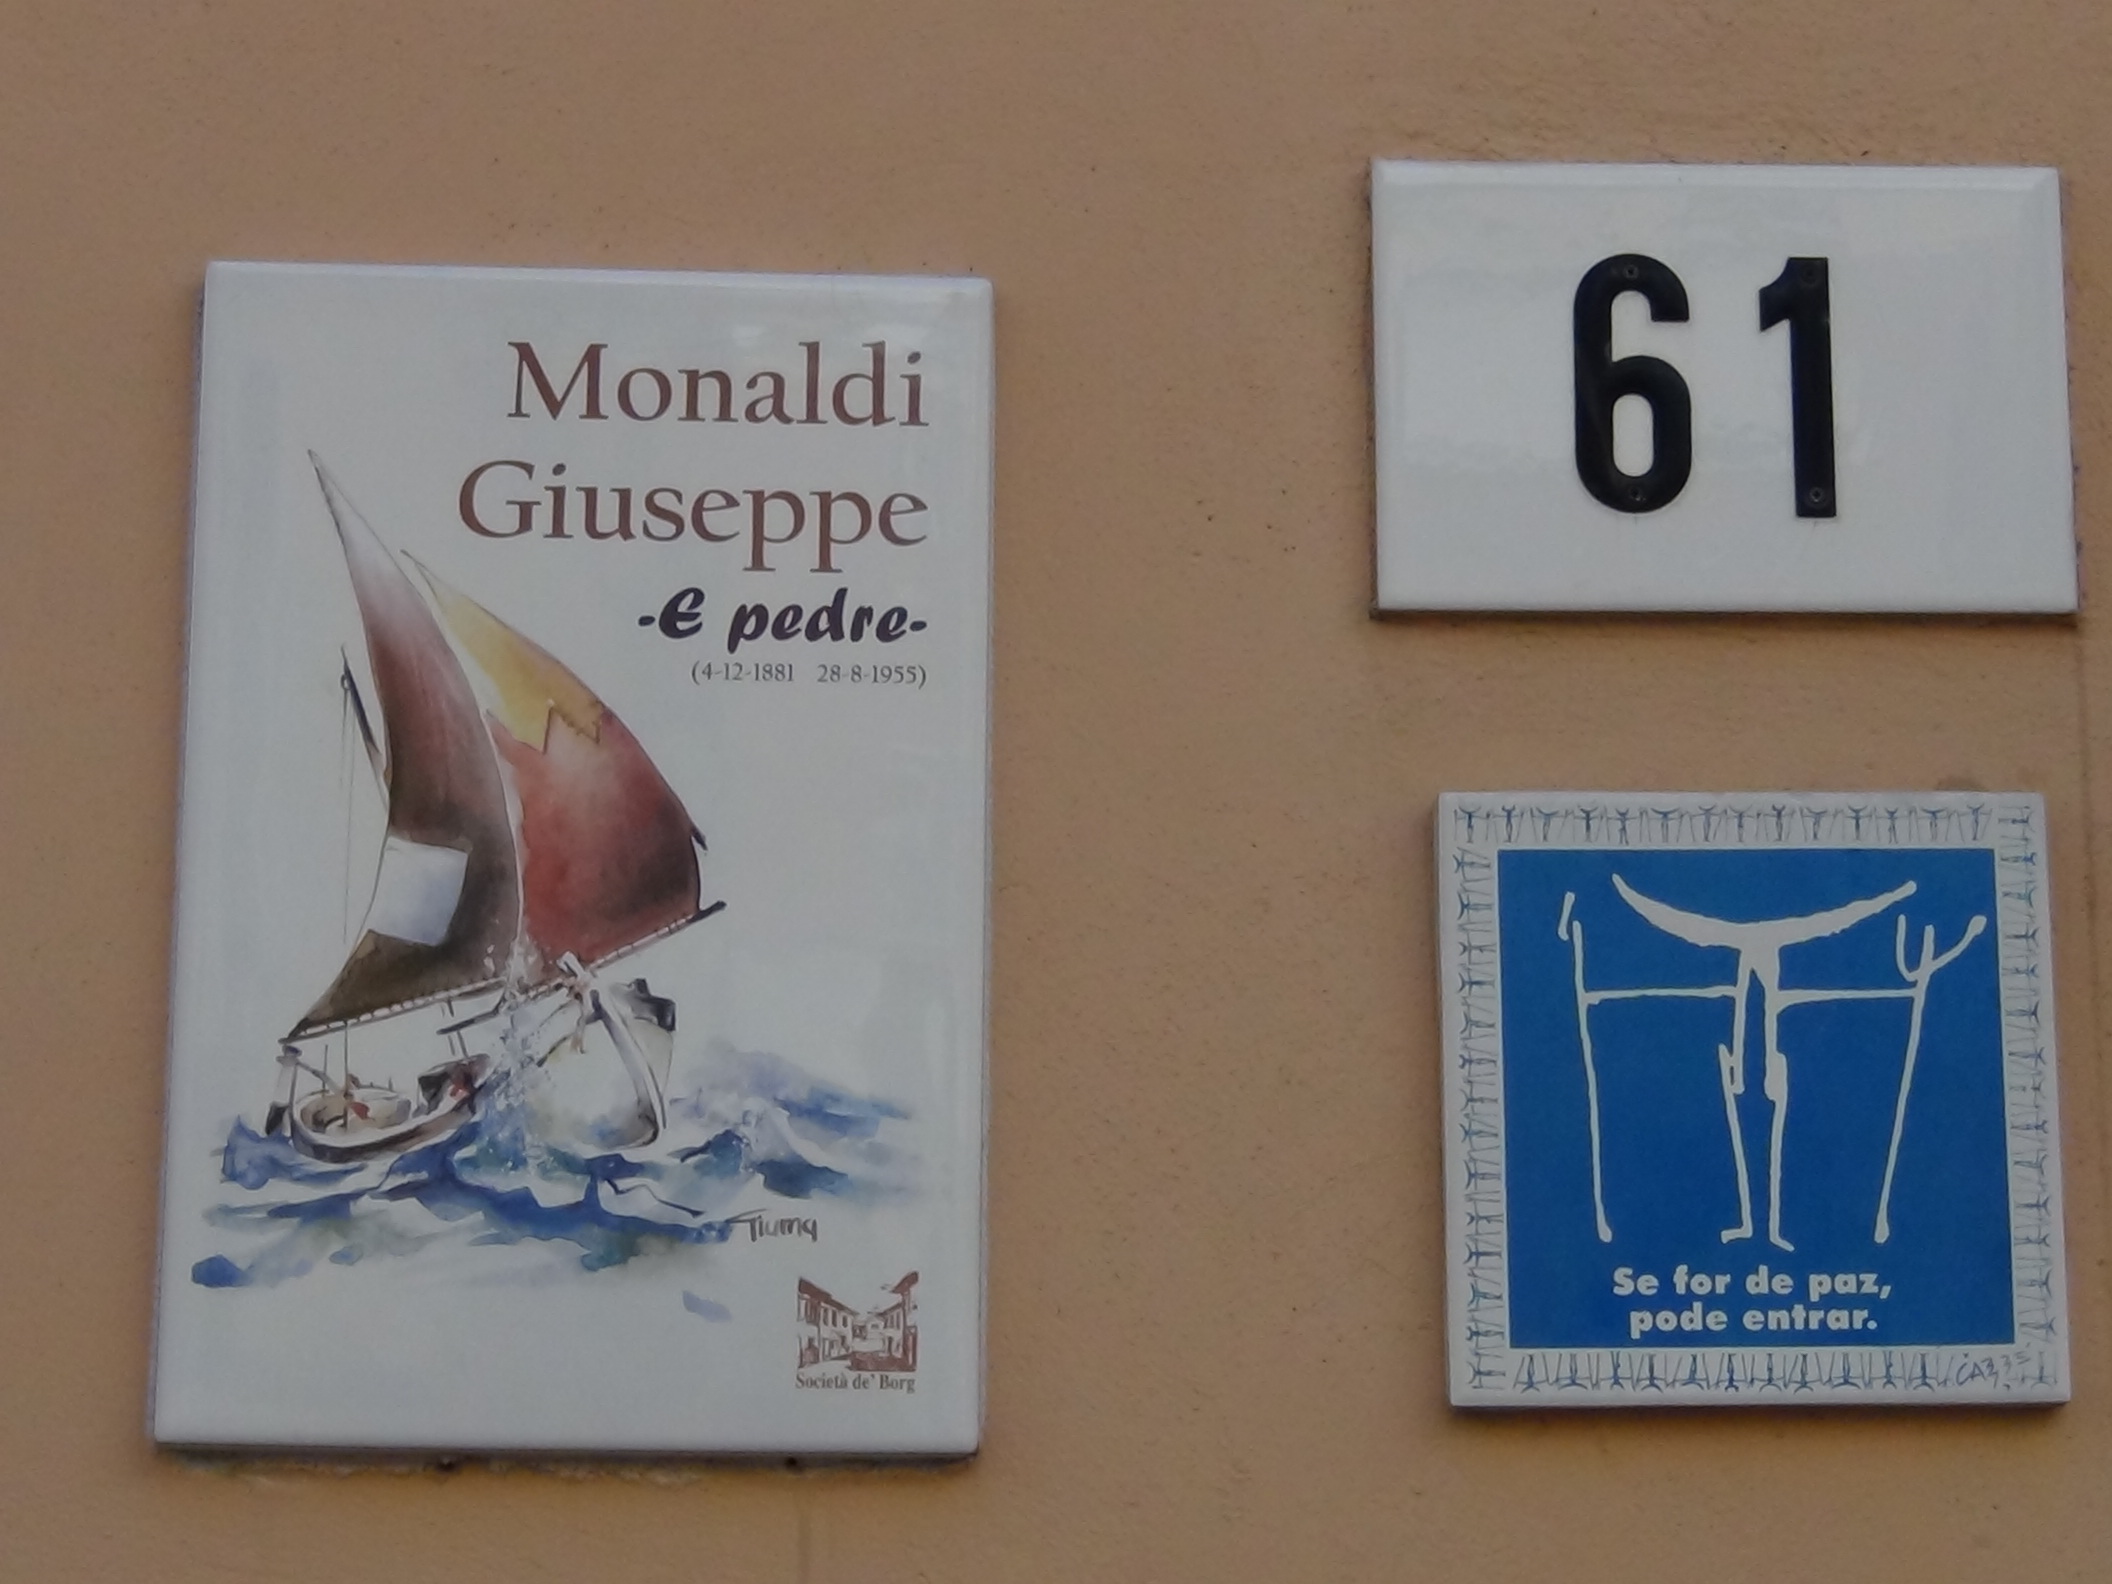 Monaldi
Giuseppe
-E pedre-
(4-12-1881 28-8-1955)
Tiuma
Società de' Borg
61
Se for de paz,
pode entrar.